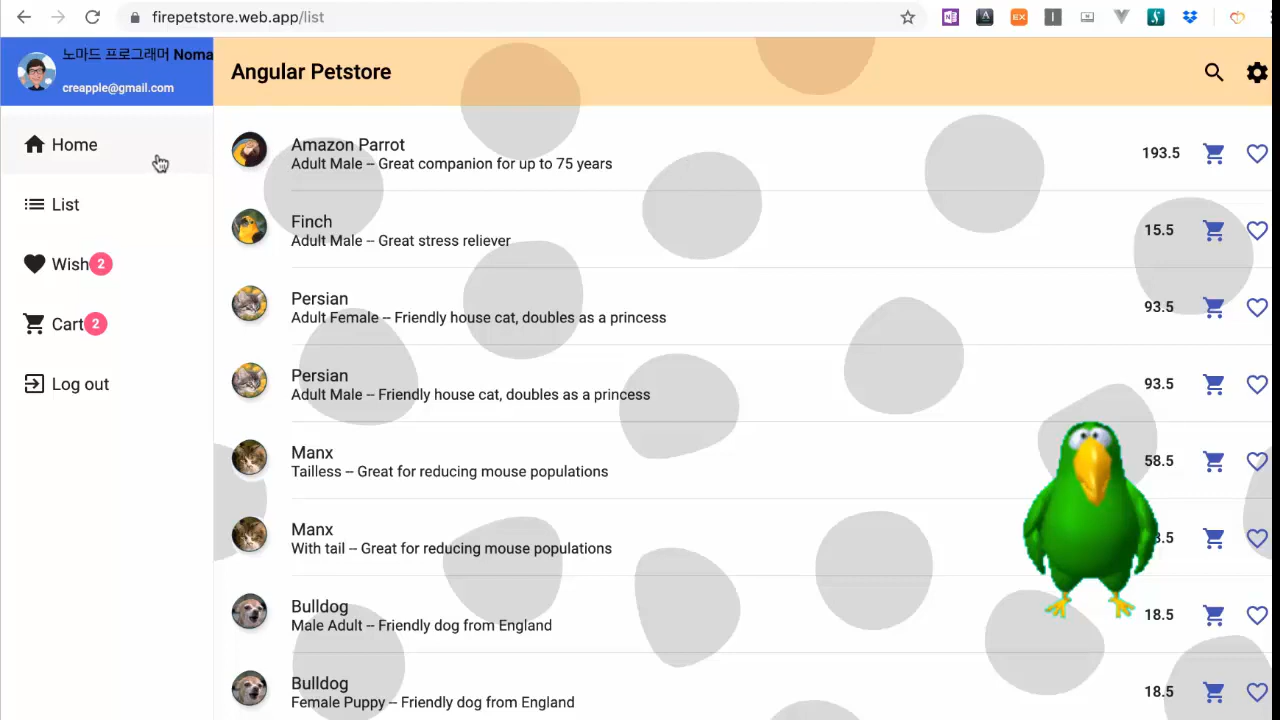 firepetstore.web.app/list
EX
노마드 프로그래머 Noma
creapple@gmail.com
Angular Petstore
Home
List
Wish 2
Cart 2
Log out
Amazon Parrot
Adult Male -- Great companion for up to 75 years
193.5
Finch
Adult Male -- Great stress reliever
15.5
Persian
Adult Female -- Friendly house cat, doubles as a princess
93.5
Persian
Adult Male -- Friendly house cat, doubles as a princess
93.5
Manx
Tailless -- Great for reducing mouse populations
58.5
Manx
With tail -- Great for reducing mouse populations
Bulldog
Male Adult -- Friendly dog from England
18.5
Bulldog
Female Puppy -- Friendly dog from England
18.5